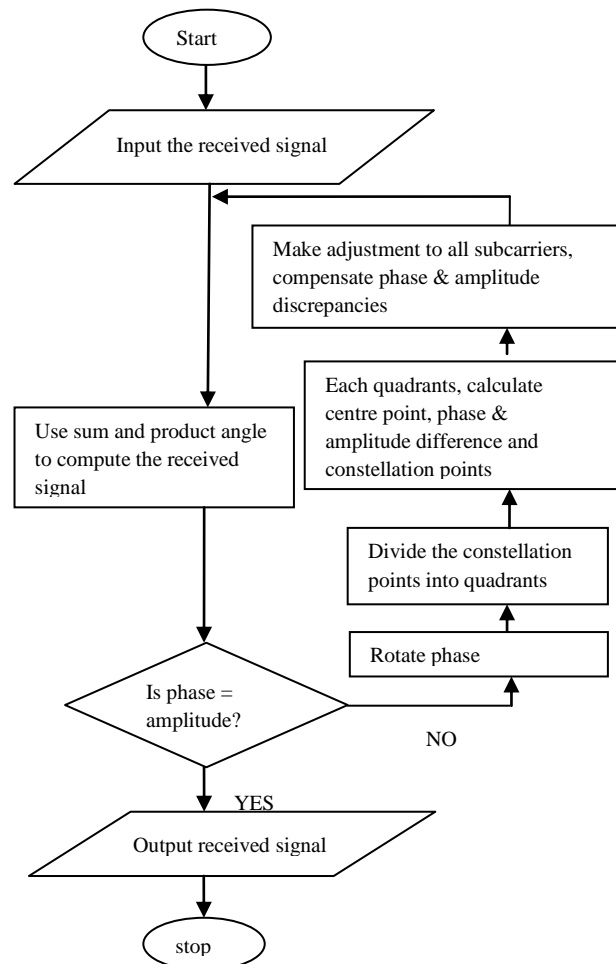 Start
Input the received signal
Make adjustment to all subcarriers,
compensate phase & amplitude
discrepancies
Each quadrants, calculate
centre point, phase &
amplitude difference and
constellation points
Use sum and product angle
to compute the received
signal
Divide the constellation
points into quadrants
Rotate phase
Is phase =
amplitude?
NO
YES
Output received signal
stop